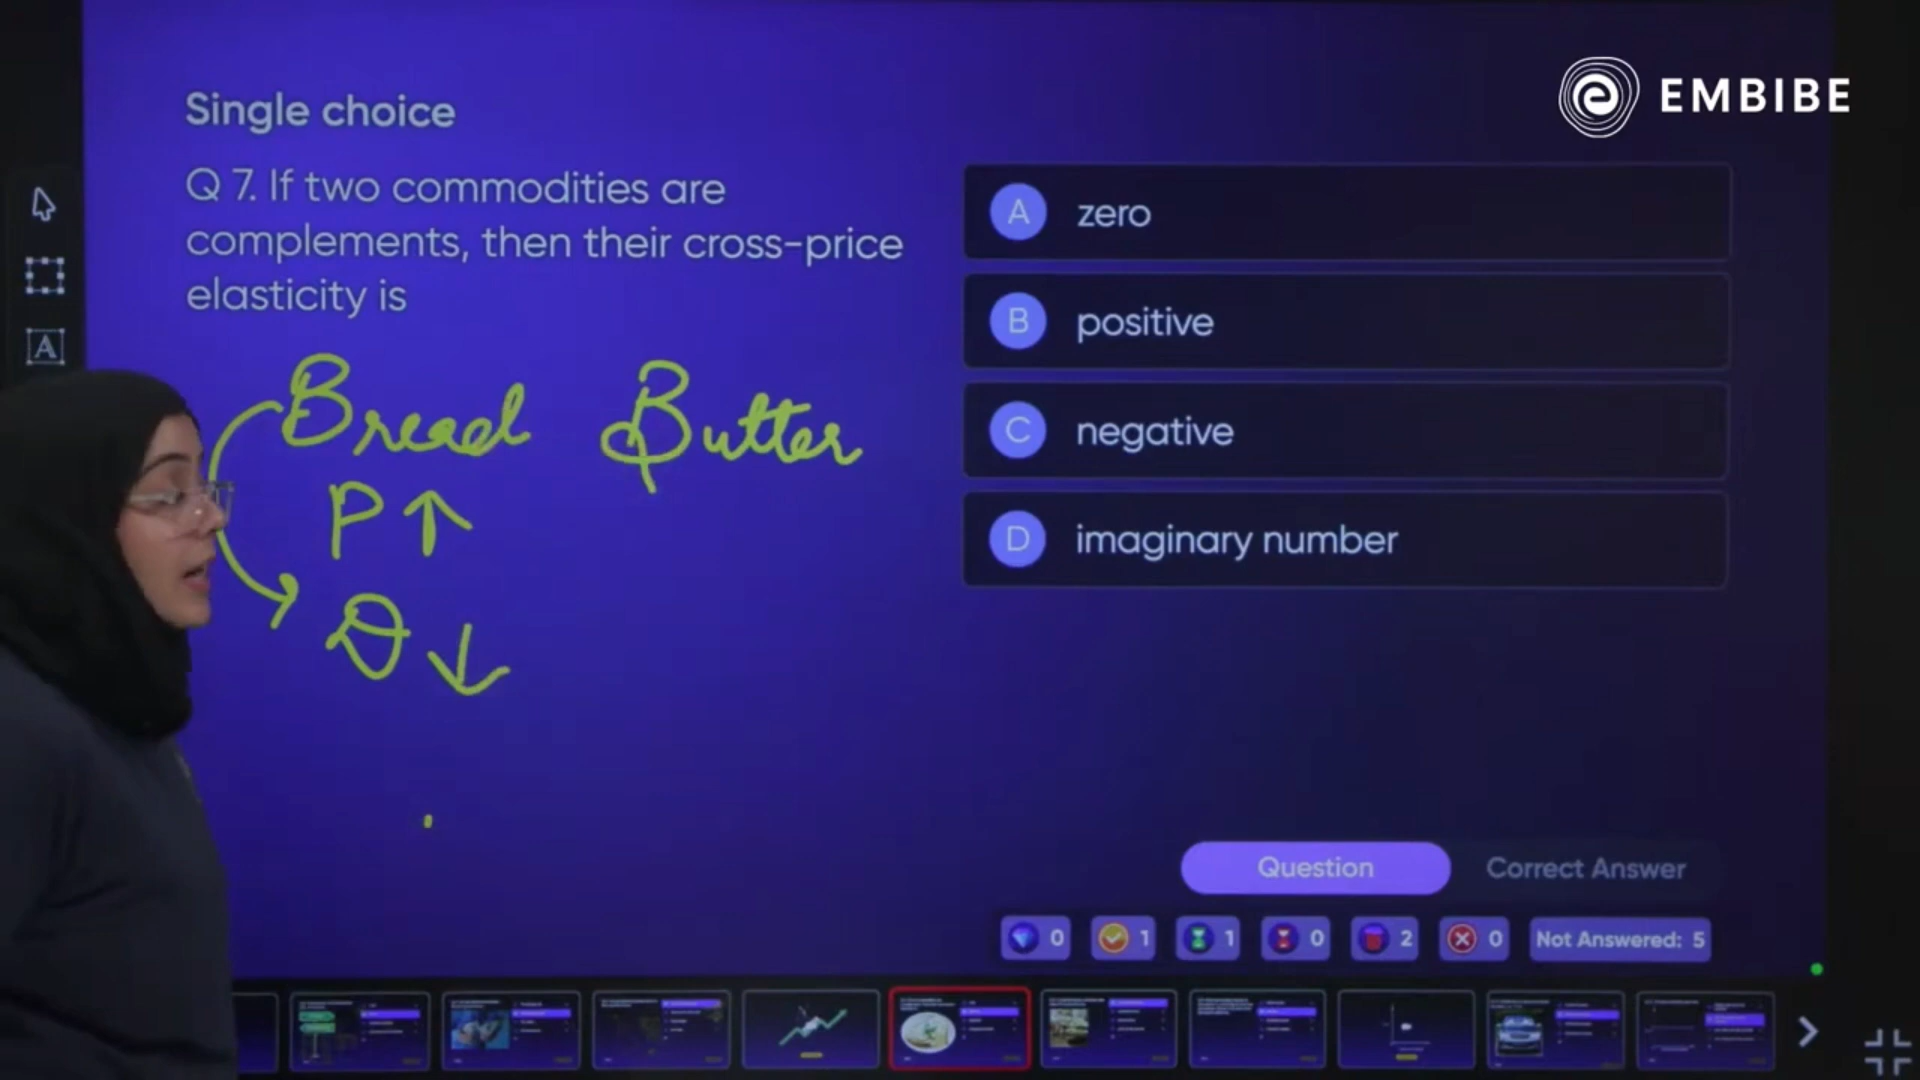 EMBIBE
Single choice
Q 7. If two commodities are
complements, then their cross-price
elasticity is
A zero
B positive
C negative
D imaginary number
Bread Butter
P↑
D↓
A
Question Correct Answer
0 1 1 0 2 0 Not Answered: 5